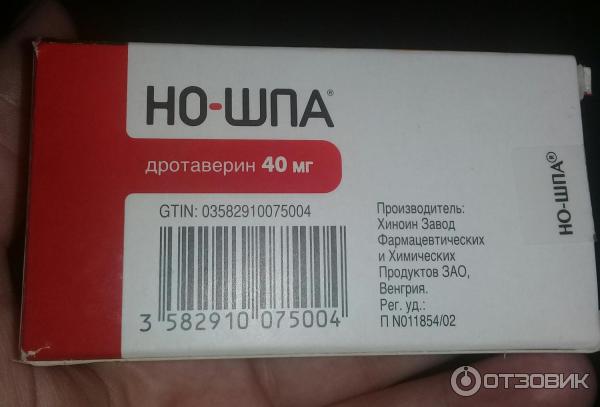 НО-ШПА®
дротаверин 40 мг
GTIN: 03582910075004
3 582910 075004
Производитель:
Хиноин Завод
Фармацевтических
и Химических
Продуктов ЗАО,
Венгрия.
Рег. уд.:
П N011854/02
НО-ШПА®
ОТЗОВИК